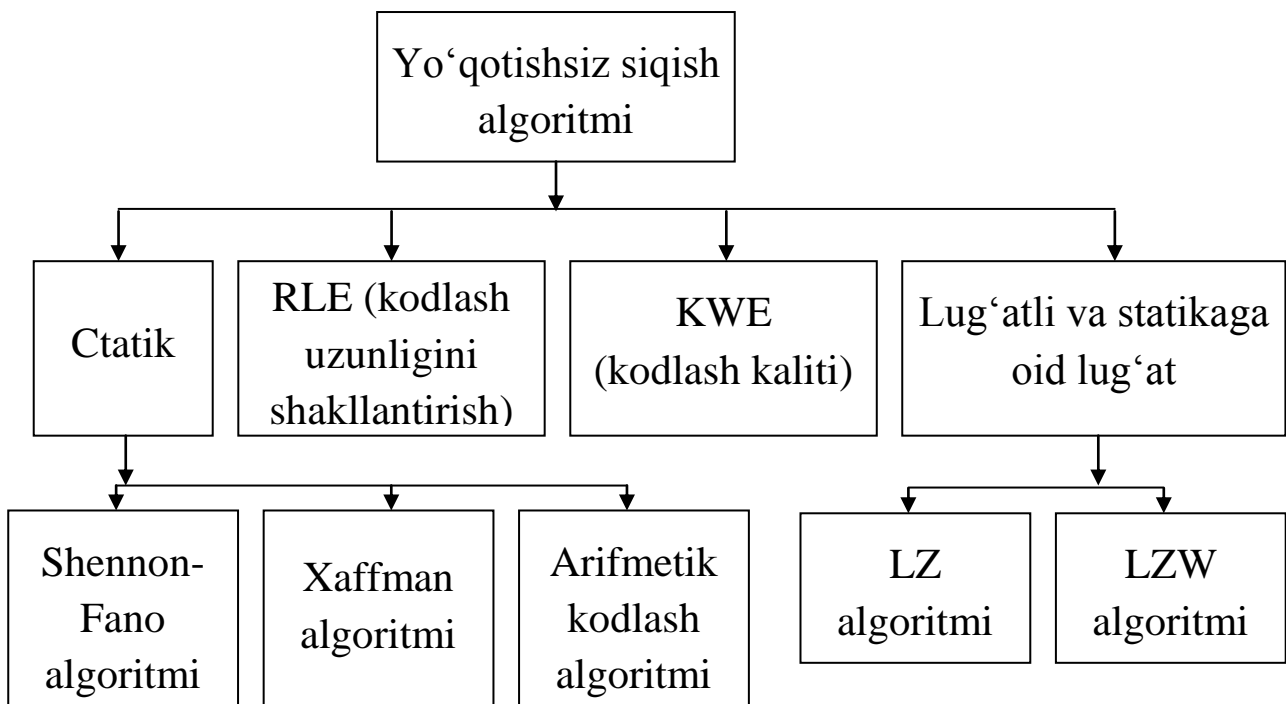 Yo‘qotishsiz siqish
algoritmi
Ctatik
RLE (kodlash
uzunligini
shakllantirish)
KWE
(kodlash kaliti)
Lug‘atli va statikaga
oid lug‘at
Shennon-
Fano
algoritmi
Xaffman
algoritmi
Arifmetik
kodlash
algoritmi
LZ
algoritmi
LZW
algoritmi